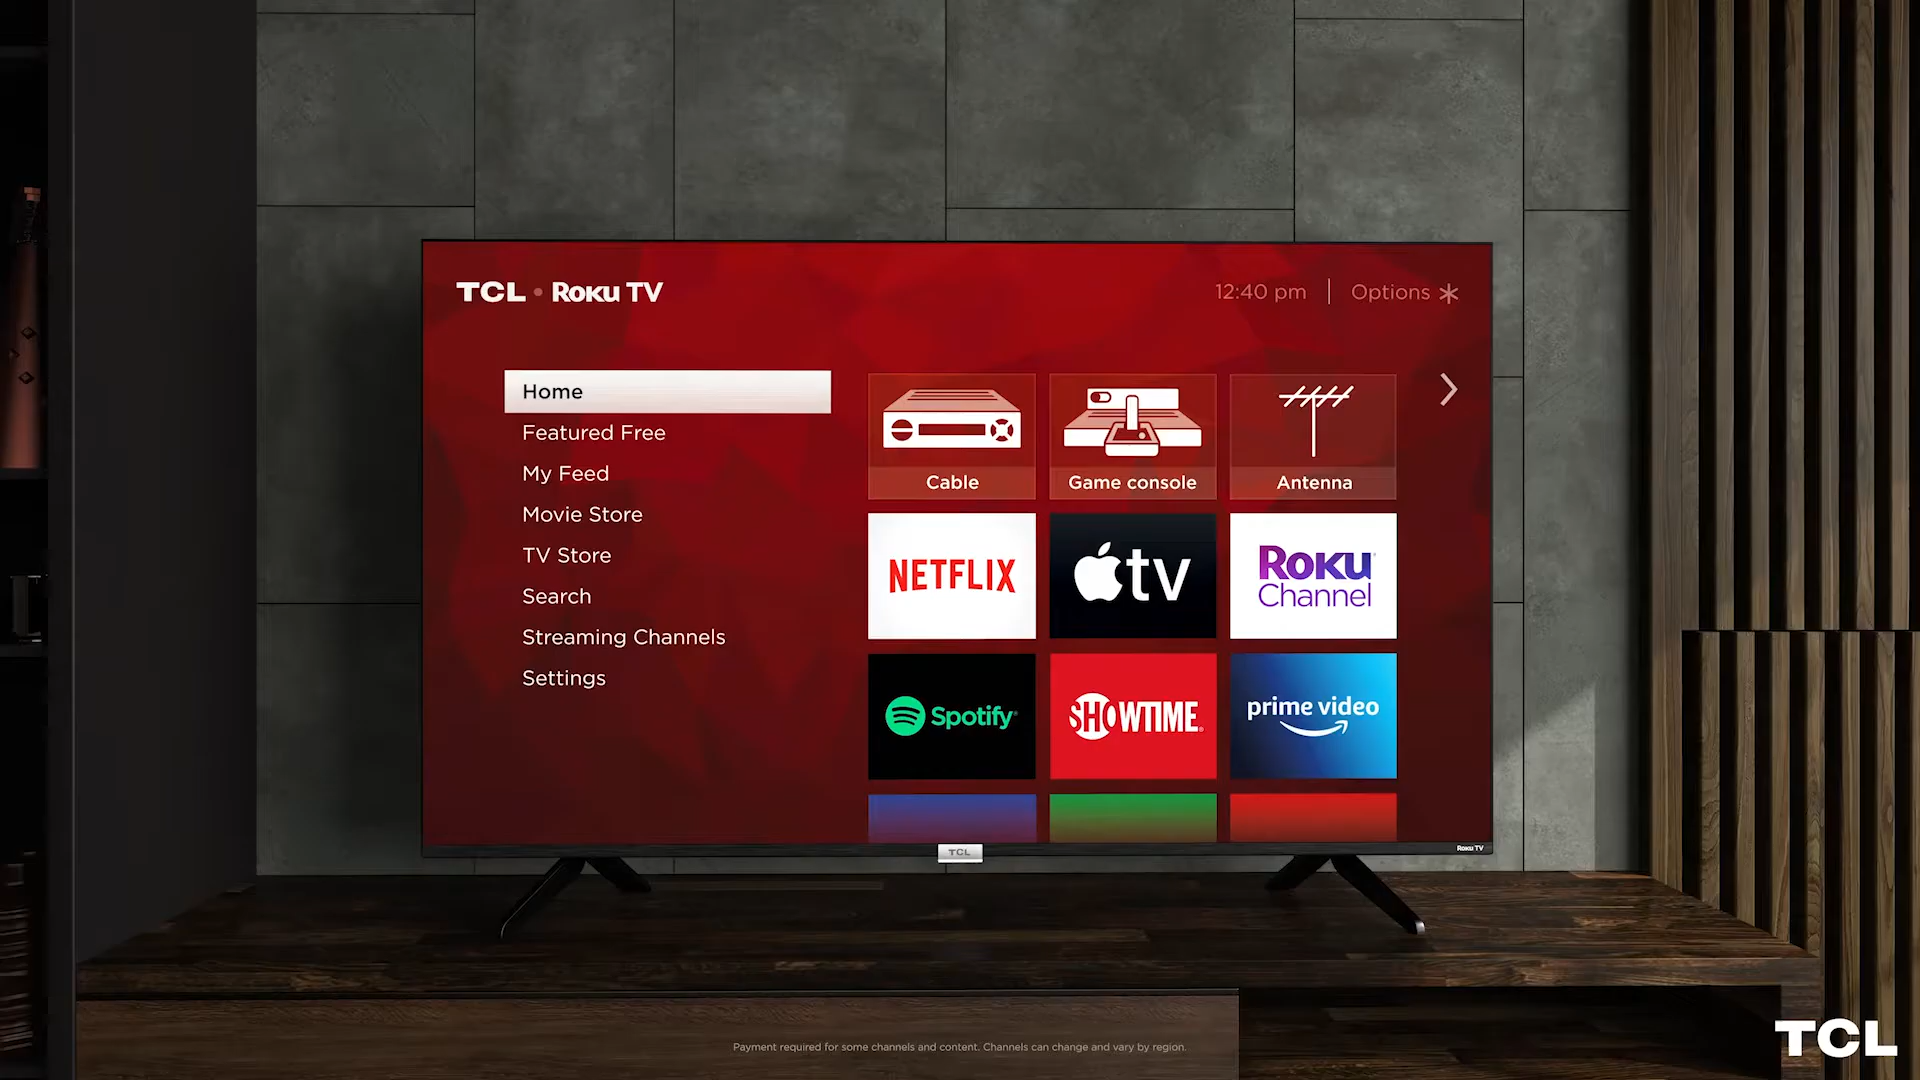 TCL • Roku TV
12:40 pm | Options *
Home
Featured Free
My Feed
Movie Store
TV Store
Search
Streaming Channels
Settings
Cable
Game console
Antenna
NETFLIX
tv
Roku
Channel
Spotify
SHOWTIME
prime video
TCL
Roku TV
Payment required for some channels and content. Channels can change and vary by region.
TCL